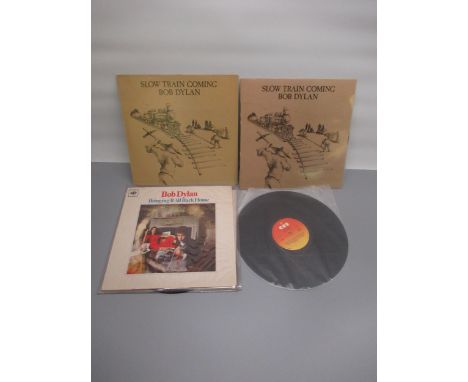 SLOW TRAIN COMING
BOB DYLAN
SLOW TRAIN COMING
BOB DYLAN
Bob Dylan
Bringing It All Back Home
CBS